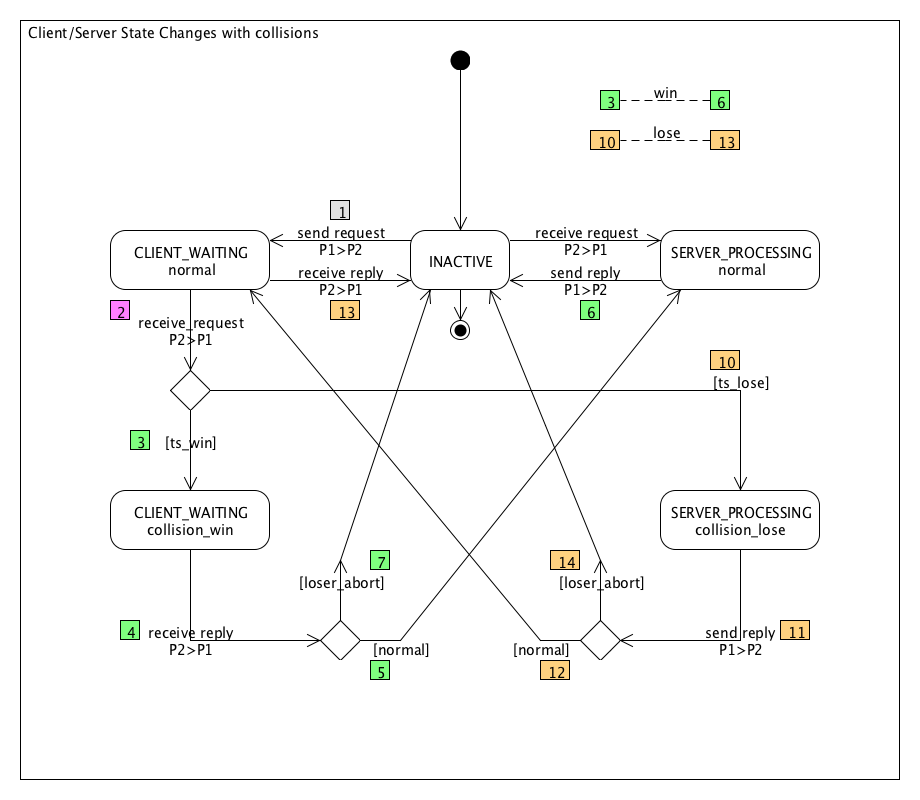 Client/Server State Changes with collisions
win
3
6
lose
10
13
1
send request
P1>P2
receive request
P2>P1
CLIENT_WAITING
normal
INACTIVE
SERVER_PROCESSING
normal
receive reply
P2>P1
send reply
P1>P2
2
13
6
receive_request
P2>P1
10
[ts_lose]
3
[ts_win]
CLIENT_WAITING
collision_win
SERVER_PROCESSING
collision_lose
7
14
[loser_abort]
[loser_abort]
4
receive reply
P2>P1
send reply
P1>P2
11
[normal]
5
[normal]
12